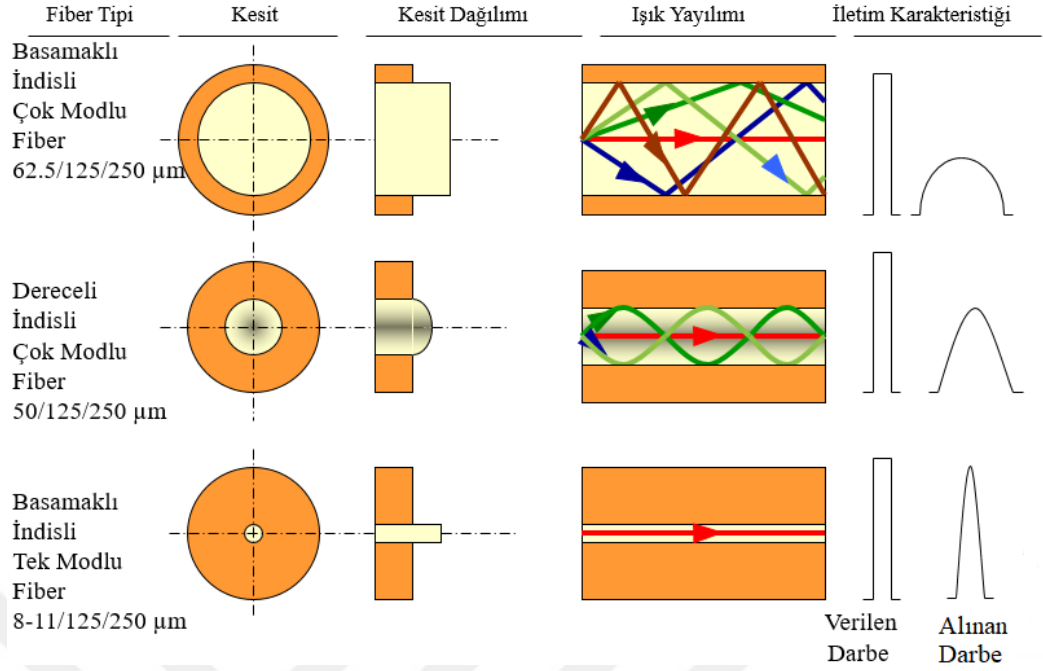 Fiber Tipi Kesit Kesit Dağılımı Işık Yayılımı İletim Karakteristiği
Basamaklı
İndisli
Çok Modlu
Fiber
62.5/125/250 µm
Dereceli
İndisli
Çok Modlu
Fiber
50/125/250 µm
Basamaklı
İndisli
Tek Modlu
Fiber
8-11/125/250 µm
Verilen Alınan
Darbe Darbe